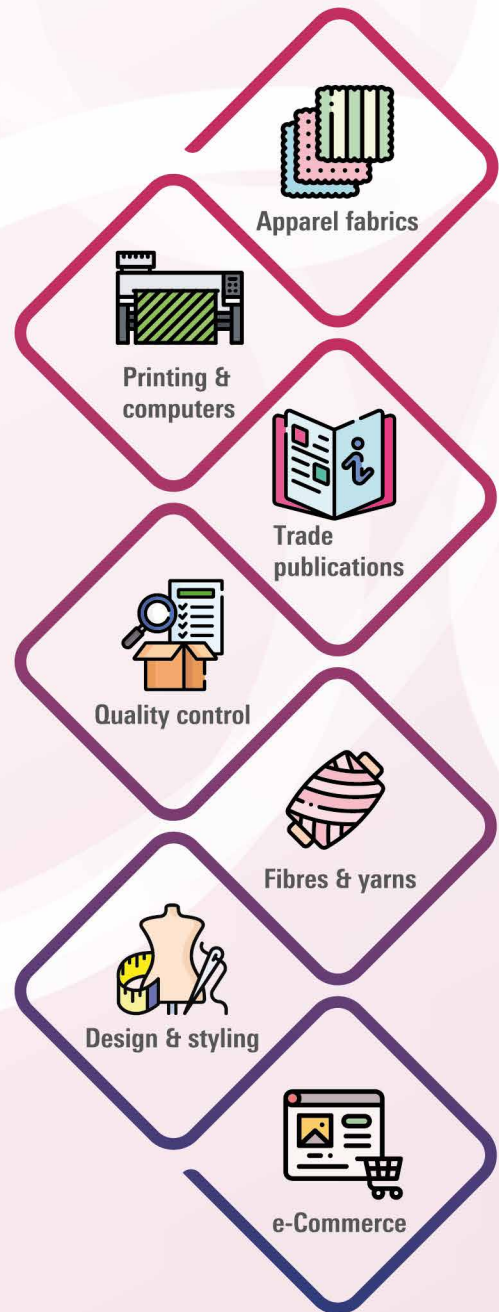 Apparel fabrics
Printing &
computers
Trade
publications
Quality control
Fibres & yarns
Design & styling
e-Commerce